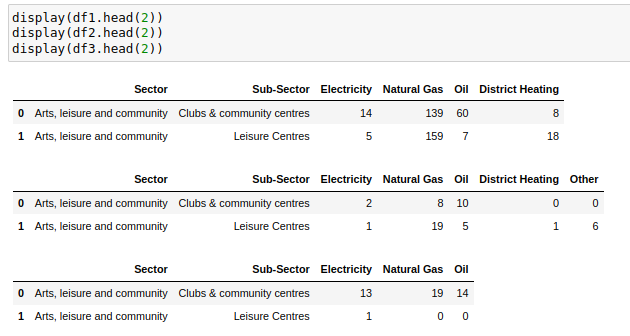 display(df1.head(2))
display(df2.head(2))
display(df3.head(2))
Sector Sub-Sector Electricity Natural Gas Oil District Heating
0 Arts, leisure and community Clubs & community centres 14 139 60 8
1 Arts, leisure and community Leisure Centres 5 159 7 18
Sector Sub-Sector Electricity Natural Gas Oil District Heating Other
0 Arts, leisure and community Clubs & community centres 2 8 10 0 0
1 Arts, leisure and community Leisure Centres 1 19 5 1 6
Sector Sub-Sector Electricity Natural Gas Oil
0 Arts, leisure and community Clubs & community centres 13 19 14
1 Arts, leisure and community Leisure Centres 1 0 0